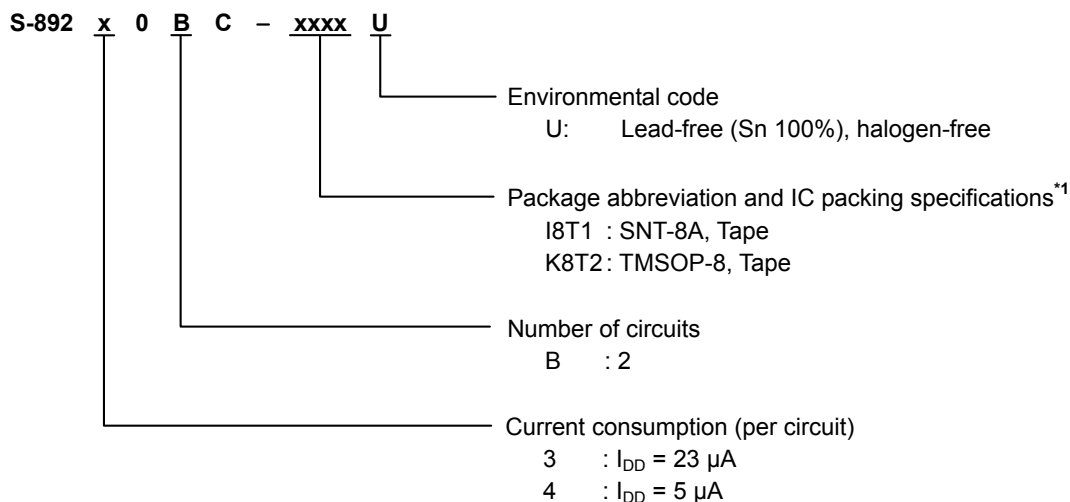 S-892 x 0 B C – xxxx U
Environmental code
U: Lead-free (Sn 100%), halogen-free
Package abbreviation and IC packing specifications*1
I8T1 : SNT-8A, Tape
K8T2 : TMSOP-8, Tape
Number of circuits
B : 2
Current consumption (per circuit)
3 : IDD = 23 µA
4 : IDD = 5 µA